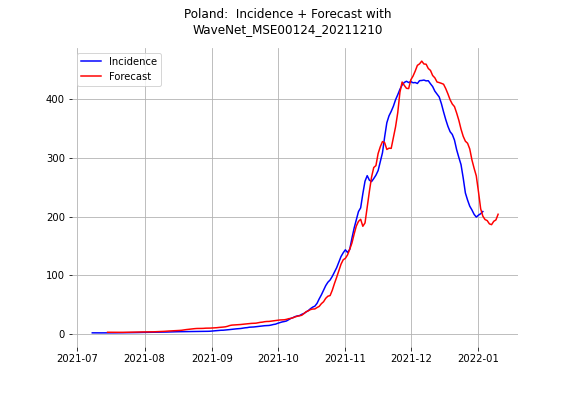 Poland:  Incidence + Forecast with
WaveNet_MSE00124_20211210
Incidence
Forecast
400
300
200
100
0
2021-07 2021-08 2021-09 2021-10 2021-11 2021-12 2022-01